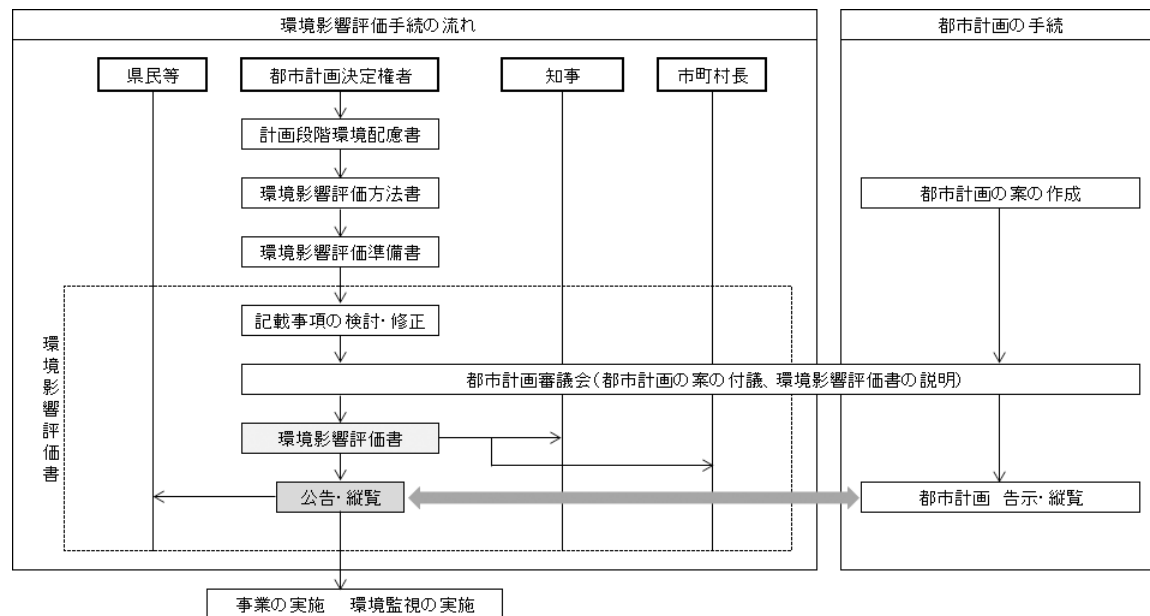 環境影響評価手続の流れ
都市計画の手続
県民等
都市計画決定権者
知事
市町村長
計画段階環境配慮書
環境影響評価方法書
都市計画の案の作成
環境影響評価準備書
環境影響評価書
記載事項の検討・修正
都市計画審議会(都市計画の案の付議、環境影響評価書の説明)
環境影響評価書
公告・縦覧
都市計画 告示・縦覧
事業の実施 環境監視の実施